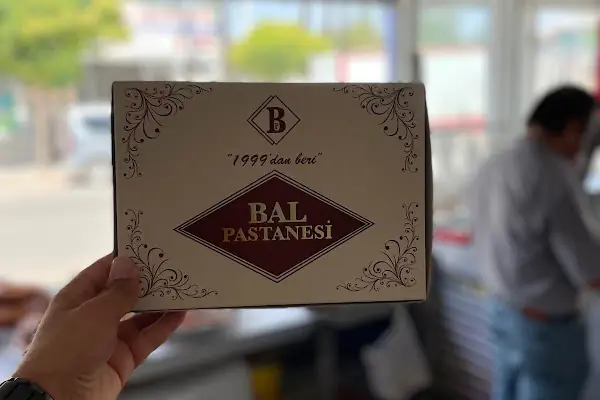 B
"1999'dan beri"
BAL
PASTANESİ